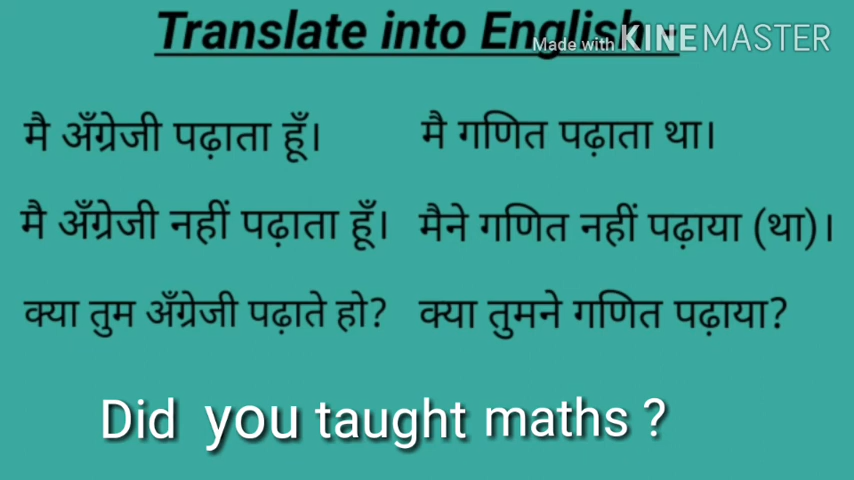 Translate into English-
Made with KINEMASTER
मै अँग्रेजी पढ़ाता हूँ।
मै गणित पढ़ाता था।
मै अँग्रेजी नहीं पढ़ाता हूँ।
मैने गणित नहीं पढ़ाया (था)।
क्या तुम अँग्रेजी पढ़ाते हो?
क्या तुमने गणित पढ़ाया?
Did you taught maths ?